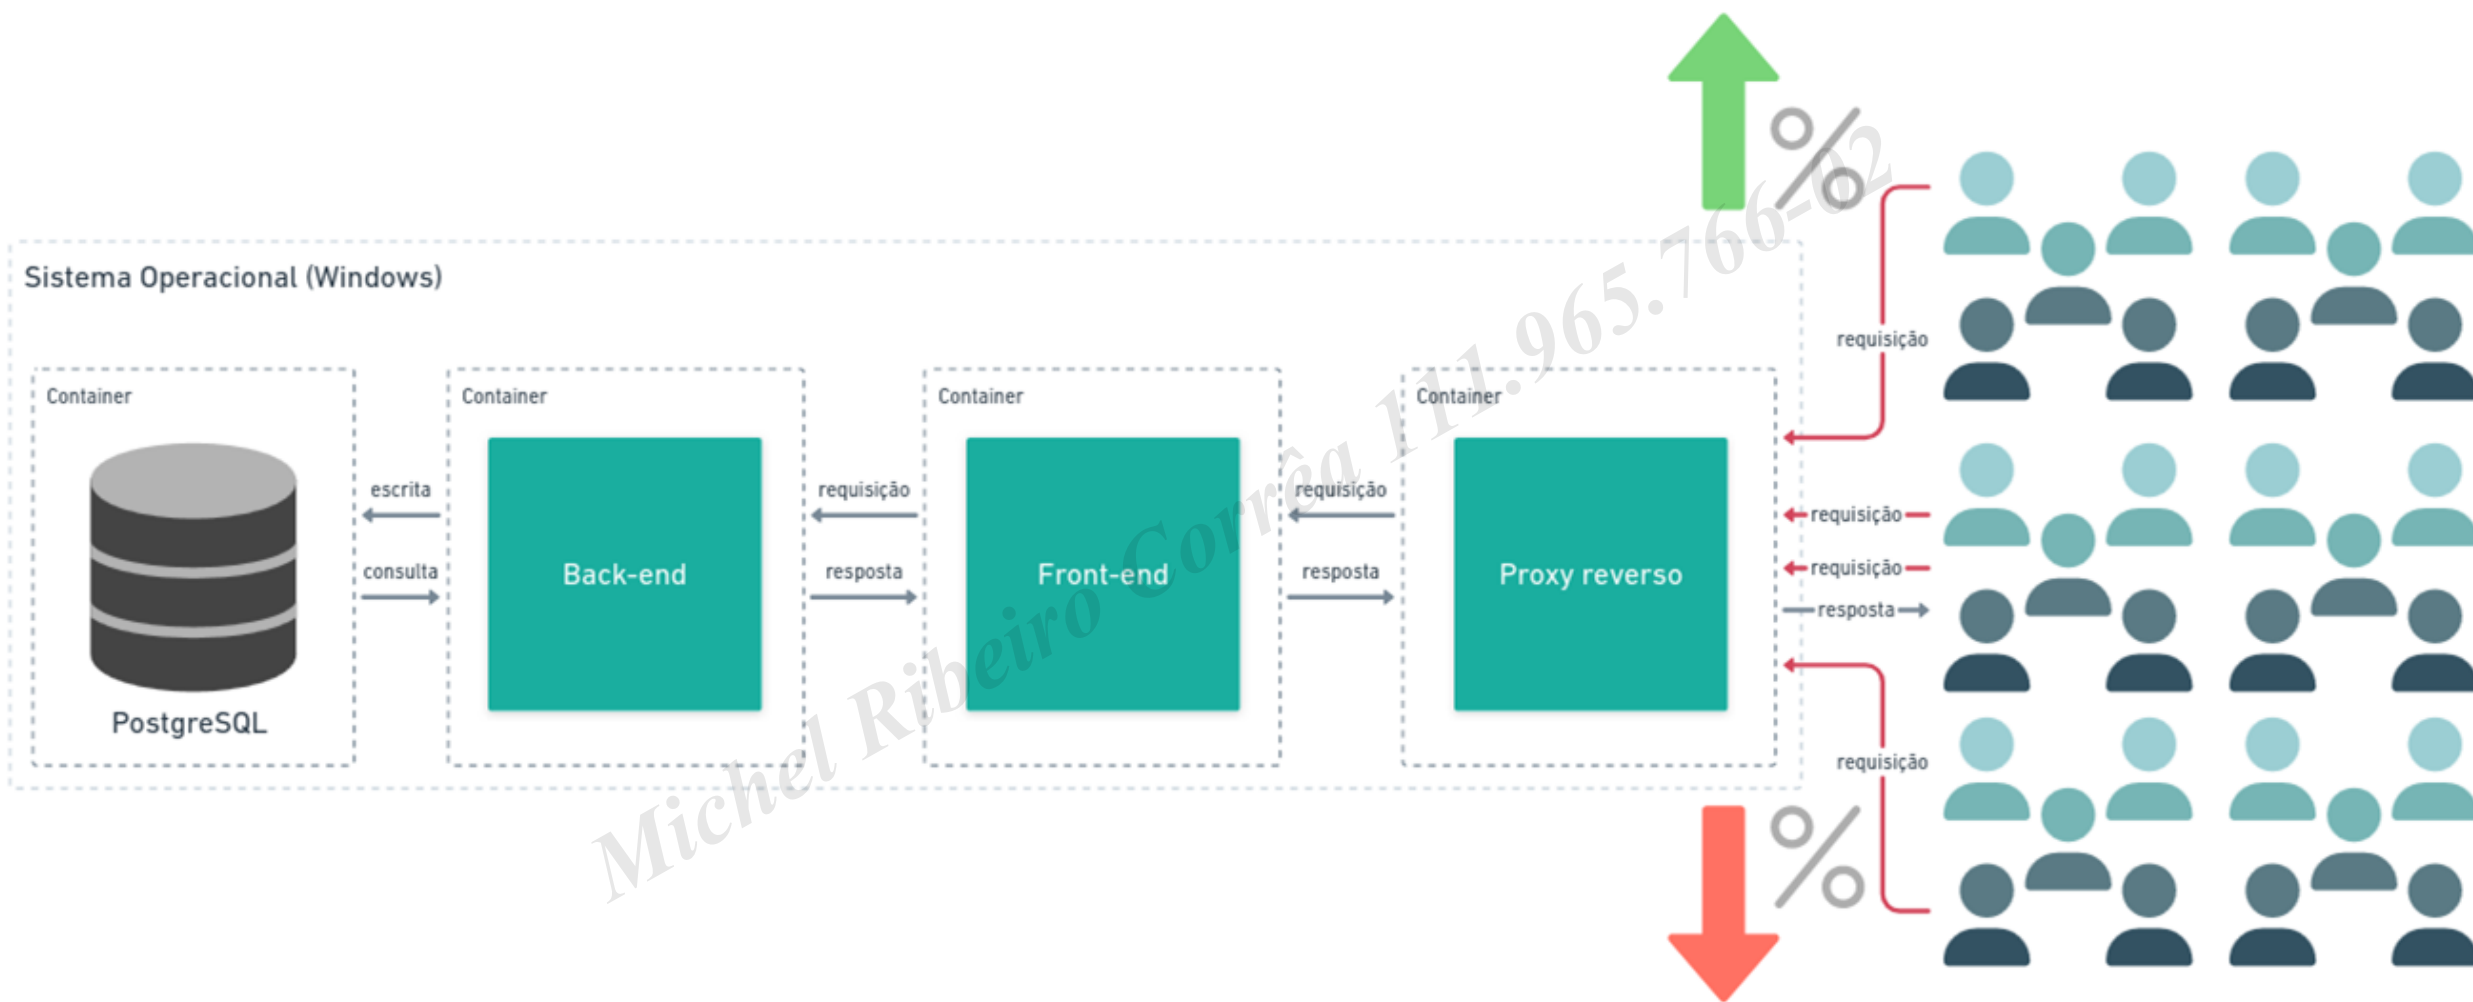 %
Sistema Operacional (Windows)
requisição
Container
Container
Container
Container
escrita
requisição
requisição
requisição
Back-end
Front-end
Proxy reverso
consulta
resposta
resposta
requisição
resposta
PostgreSQL
requisição
%
Michel Ribeiro Corrêa 111.965.766-02